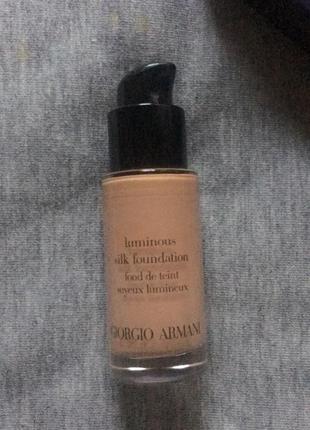 luminous
silk foundation
fond de teint
soyeux lumineux
GIORGIO ARMANI